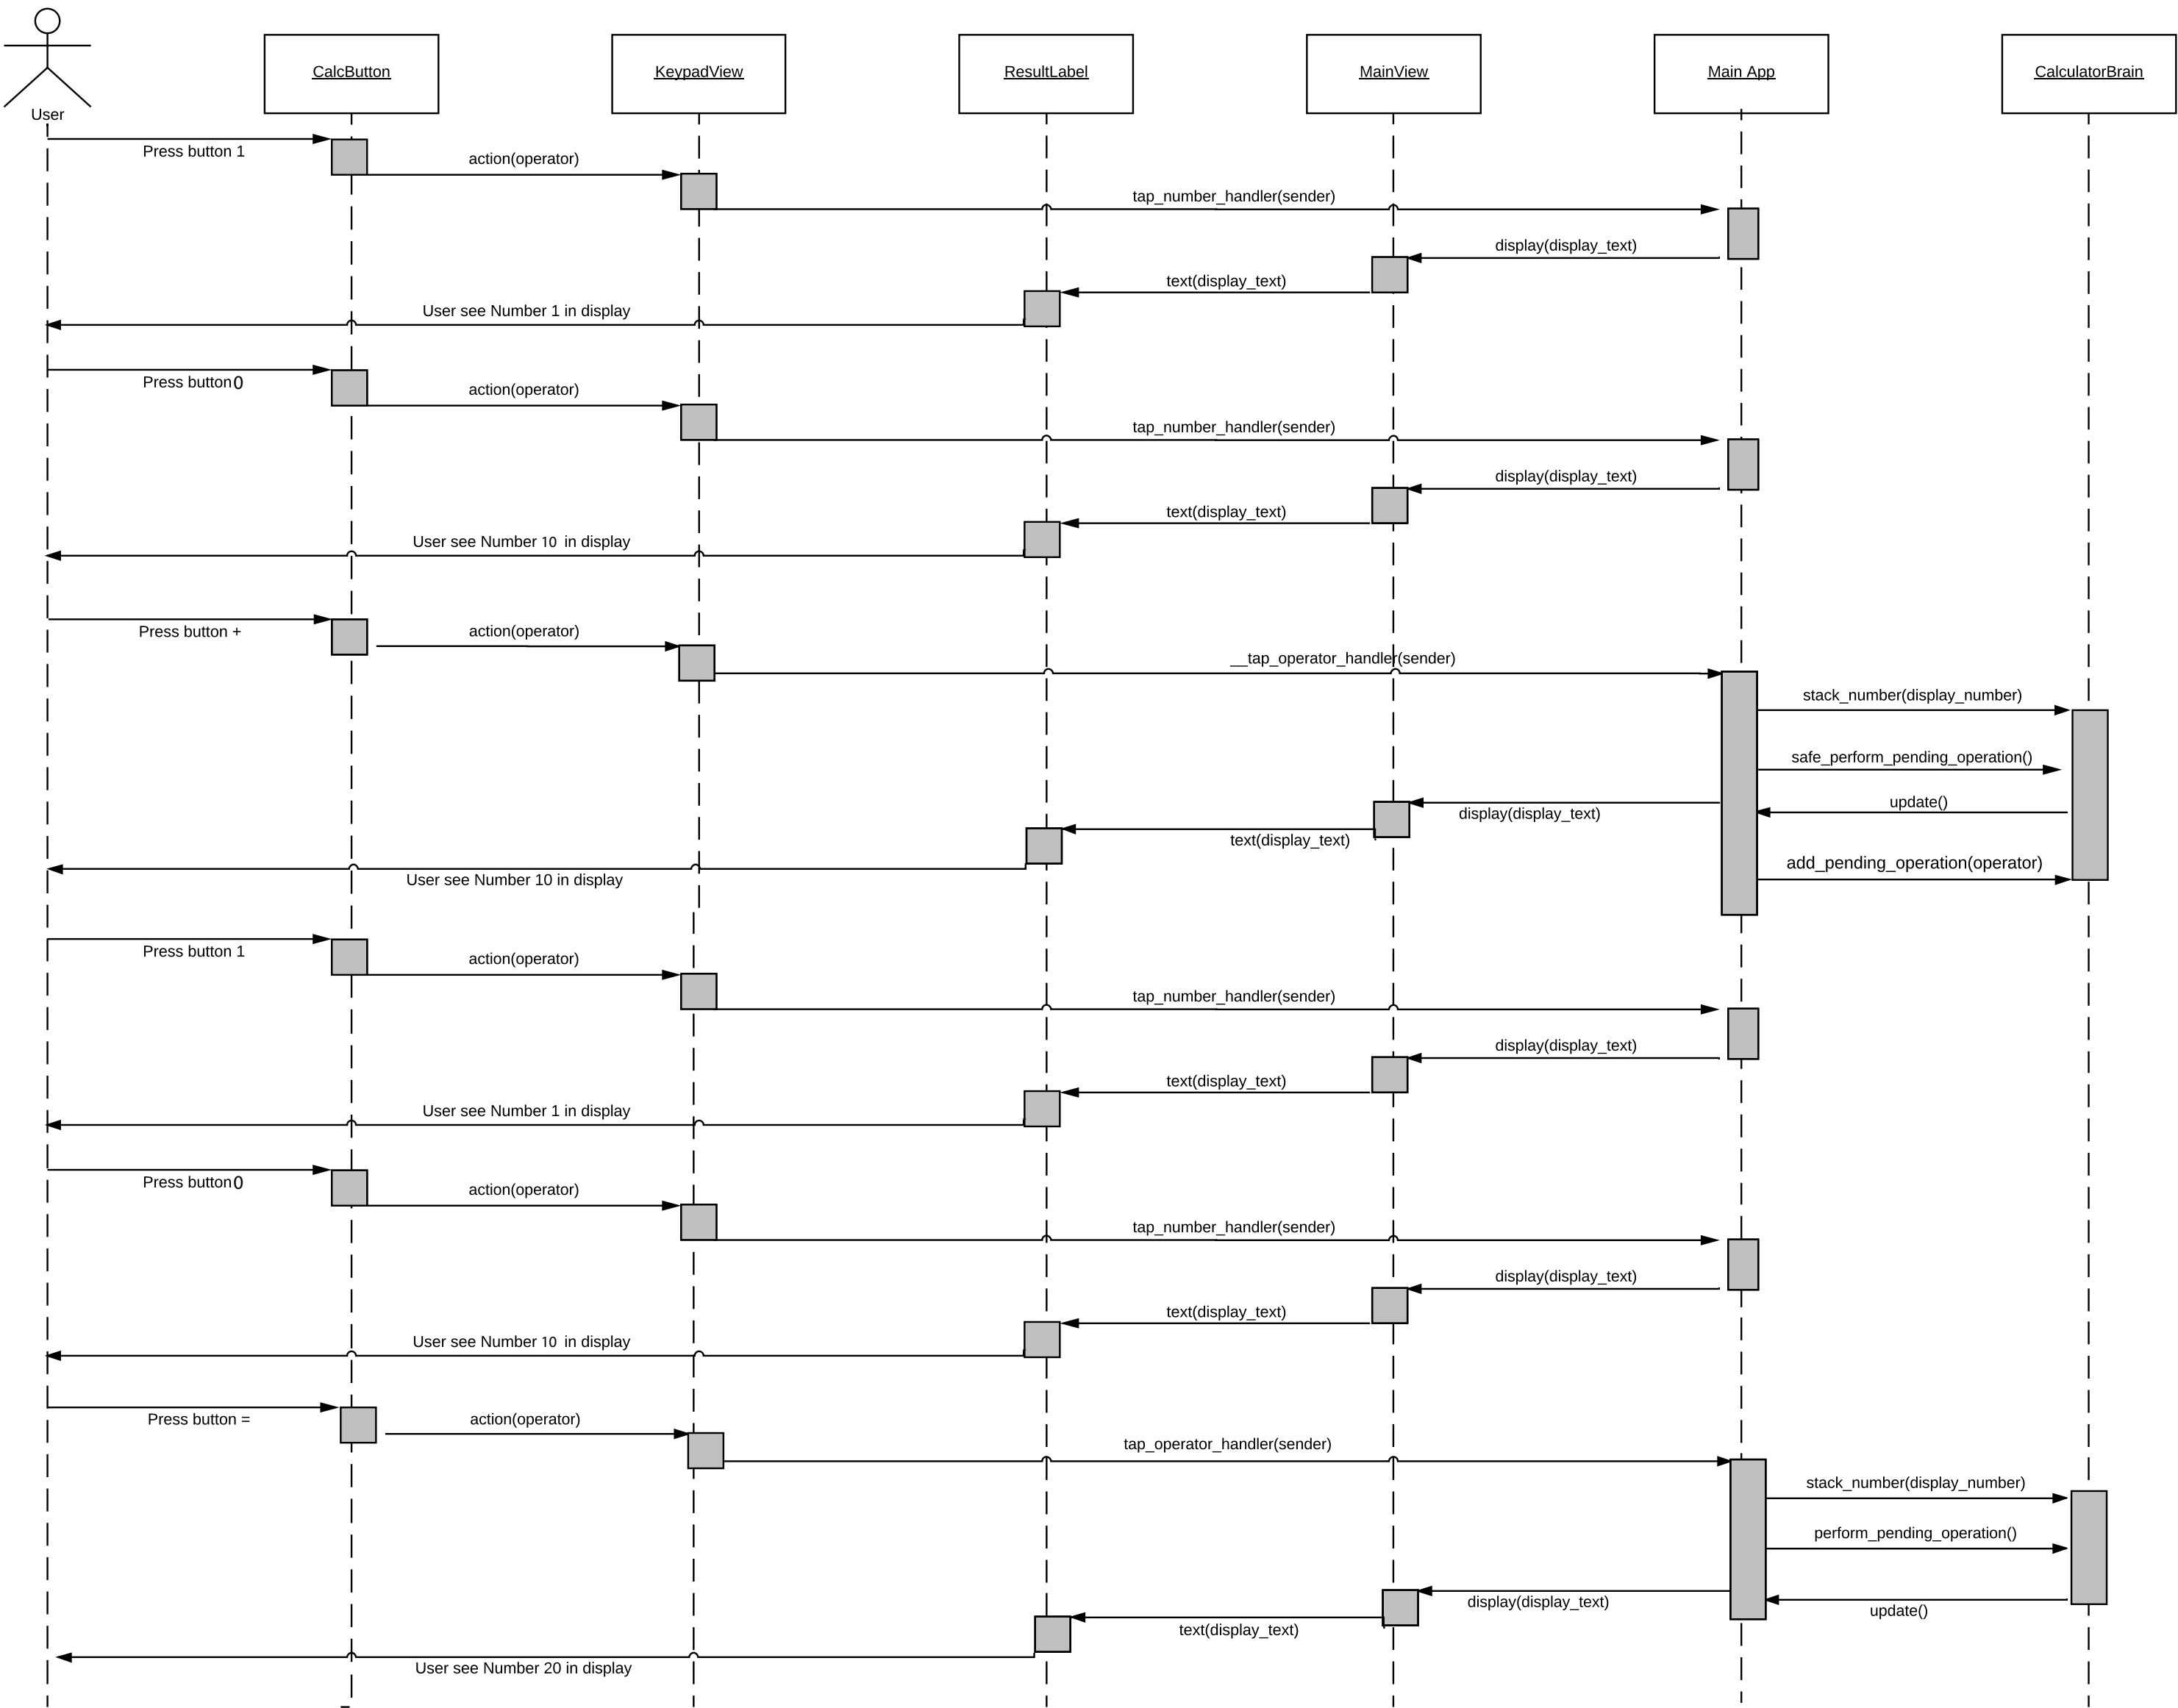 User
CalcButton
KeypadView
ResultLabel
MainView
Main App
CalculatorBrain
Press button 1
action(operator)
tap_number_handler(sender)
display(display_text)
text(display_text)
User see Number 1 in display
Press button 0
action(operator)
tap_number_handler(sender)
display(display_text)
text(display_text)
User see Number 10 in display
Press button +
action(operator)
__tap_operator_handler(sender)
stack_number(display_number)
safe_perform_pending_operation()
update()
display(display_text)
text(display_text)
add_pending_operation(operator)
User see Number 10 in display
Press button 1
action(operator)
tap_number_handler(sender)
display(display_text)
text(display_text)
User see Number 1 in display
Press button 0
action(operator)
tap_number_handler(sender)
display(display_text)
text(display_text)
User see Number 10 in display
Press button =
action(operator)
tap_operator_handler(sender)
stack_number(display_number)
perform_pending_operation()
display(display_text)
update()
text(display_text)
User see Number 20 in display